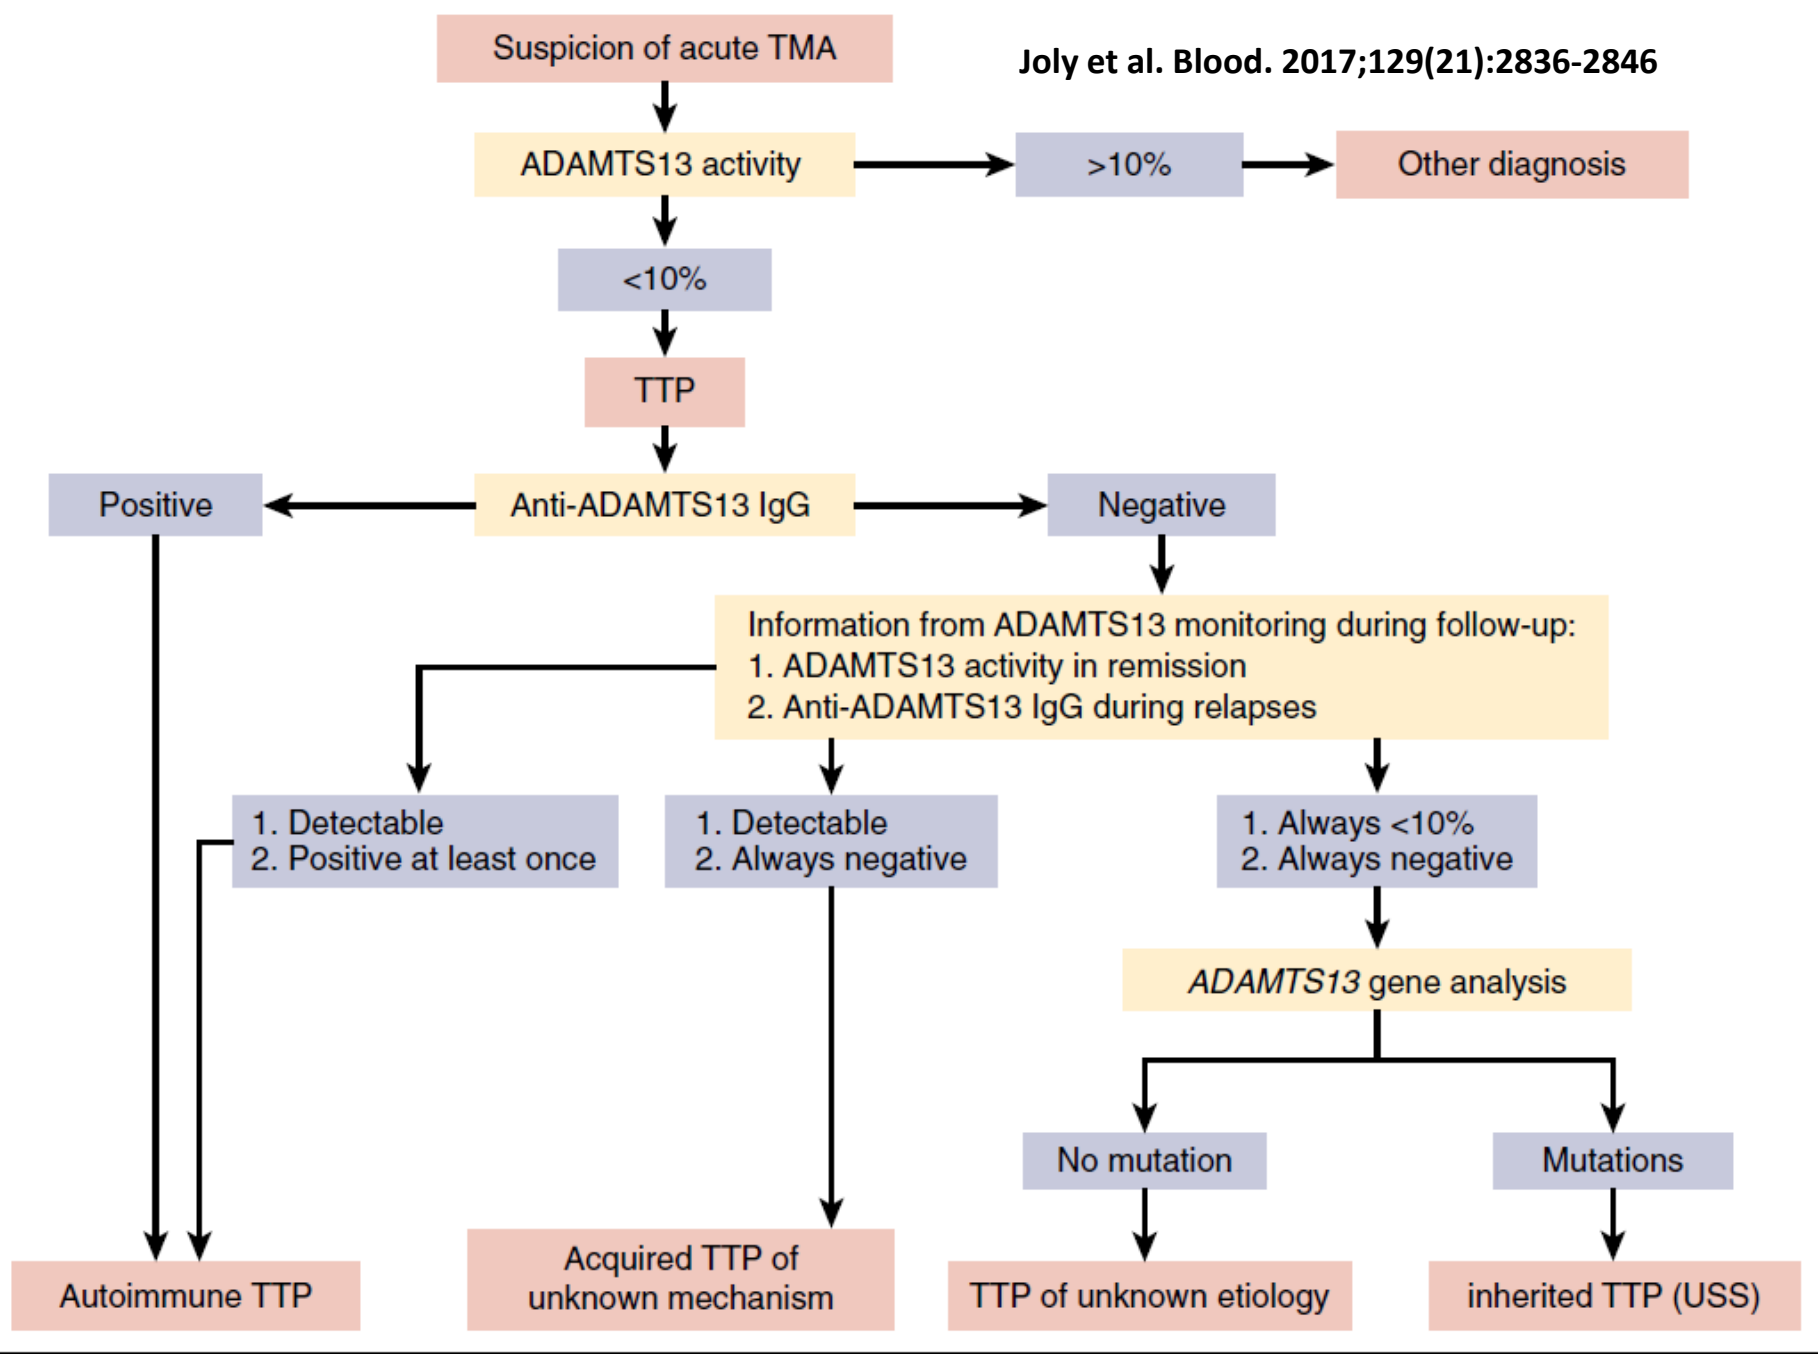 Suspicion of acute TMA
Joly et al. Blood. 2017;129(21):2836-2846
ADAMTS13 activity
>10%
Other diagnosis
<10%
TTP
Positive
Anti-ADAMTS13 IgG
Negative
Information from ADAMTS13 monitoring during follow-up:
1. ADAMTS13 activity in remission
2. Anti-ADAMTS13 IgG during relapses
1. Detectable
2. Positive at least once
1. Detectable
2. Always negative
1. Always <10%
2. Always negative
ADAMTS13 gene analysis
No mutation
Mutations
Autoimmune TTP
Acquired TTP of
unknown mechanism
TTP of unknown etiology
inherited TTP (USS)